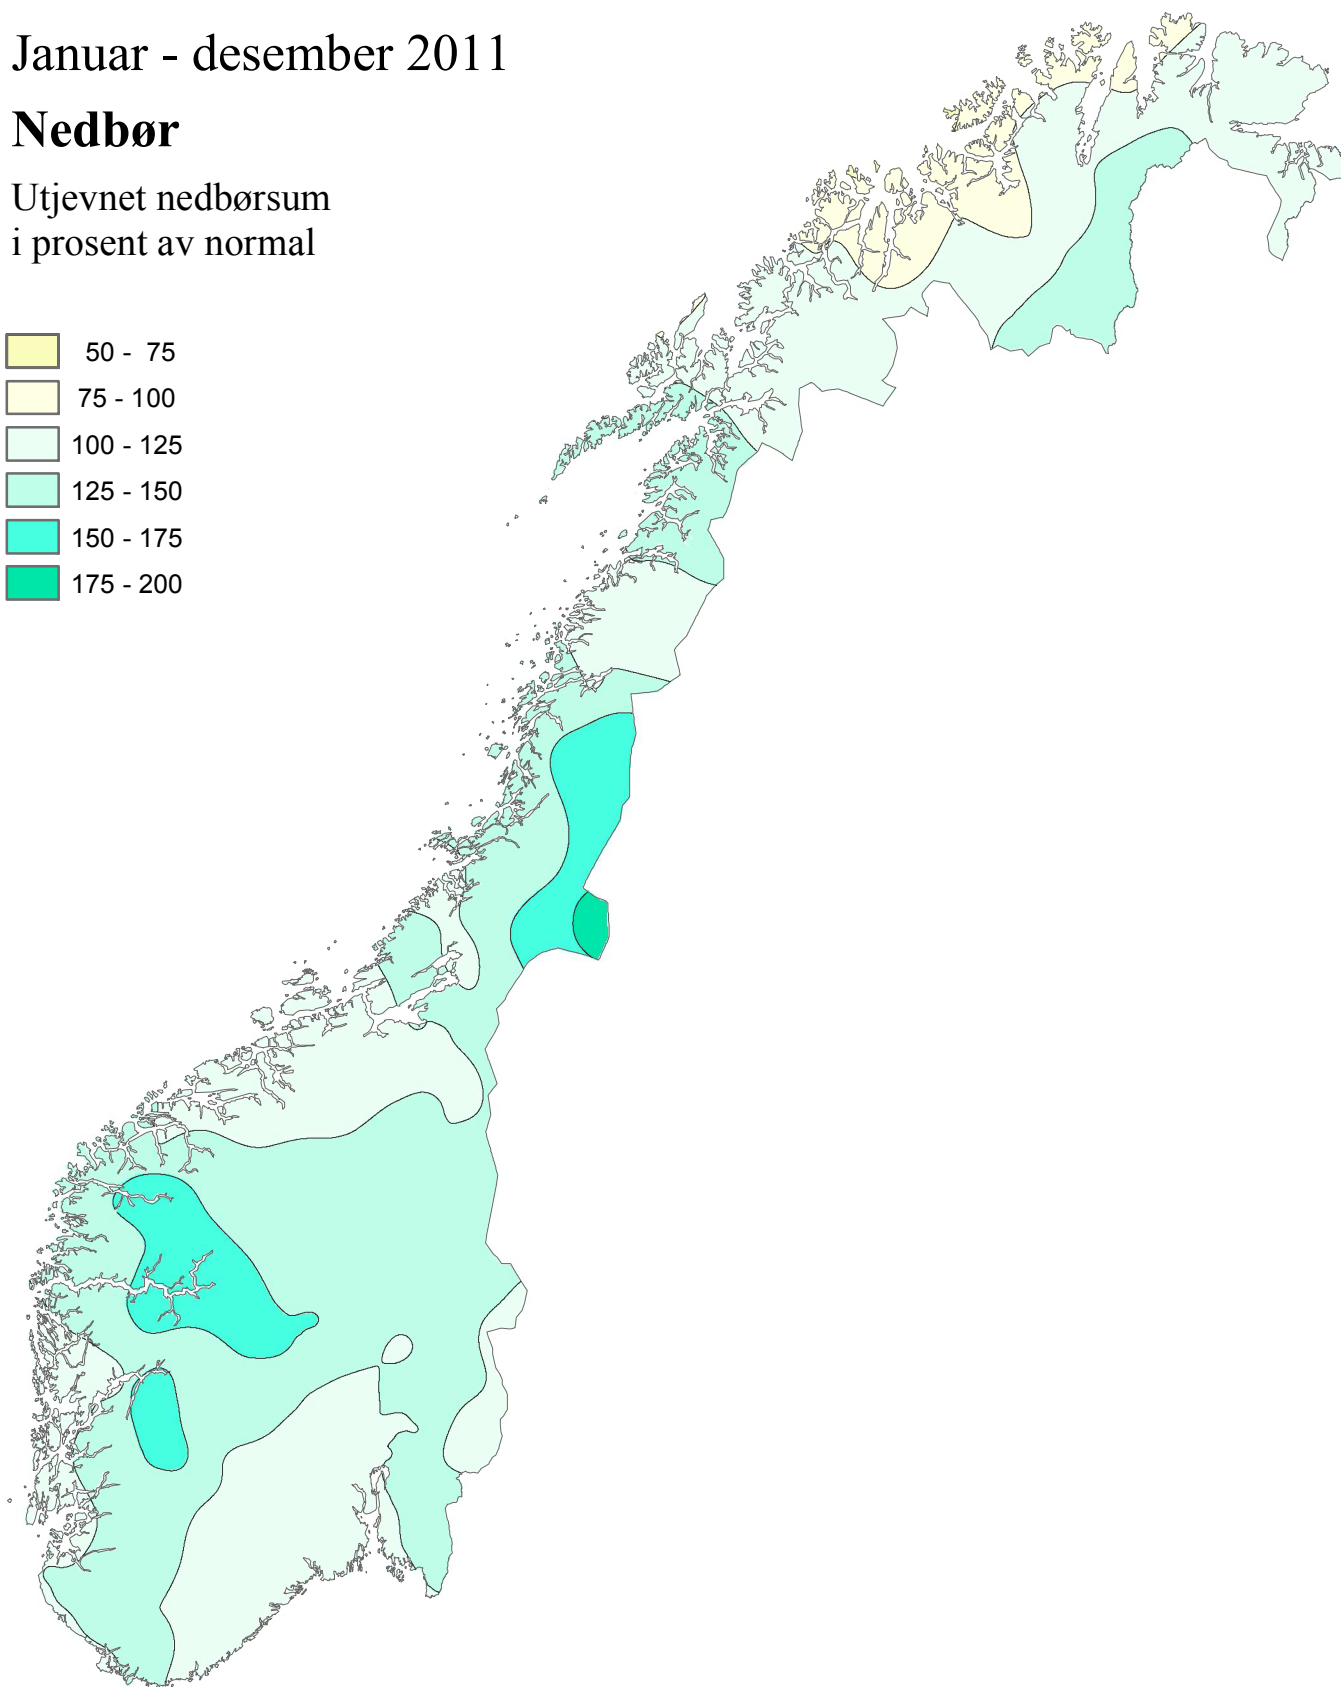 Januar - desember 2011
Nedbør
Utjevnet nedbørsum
i prosent av normal
50 - 75
75 - 100
100 - 125
125 - 150
150 - 175
175 - 200